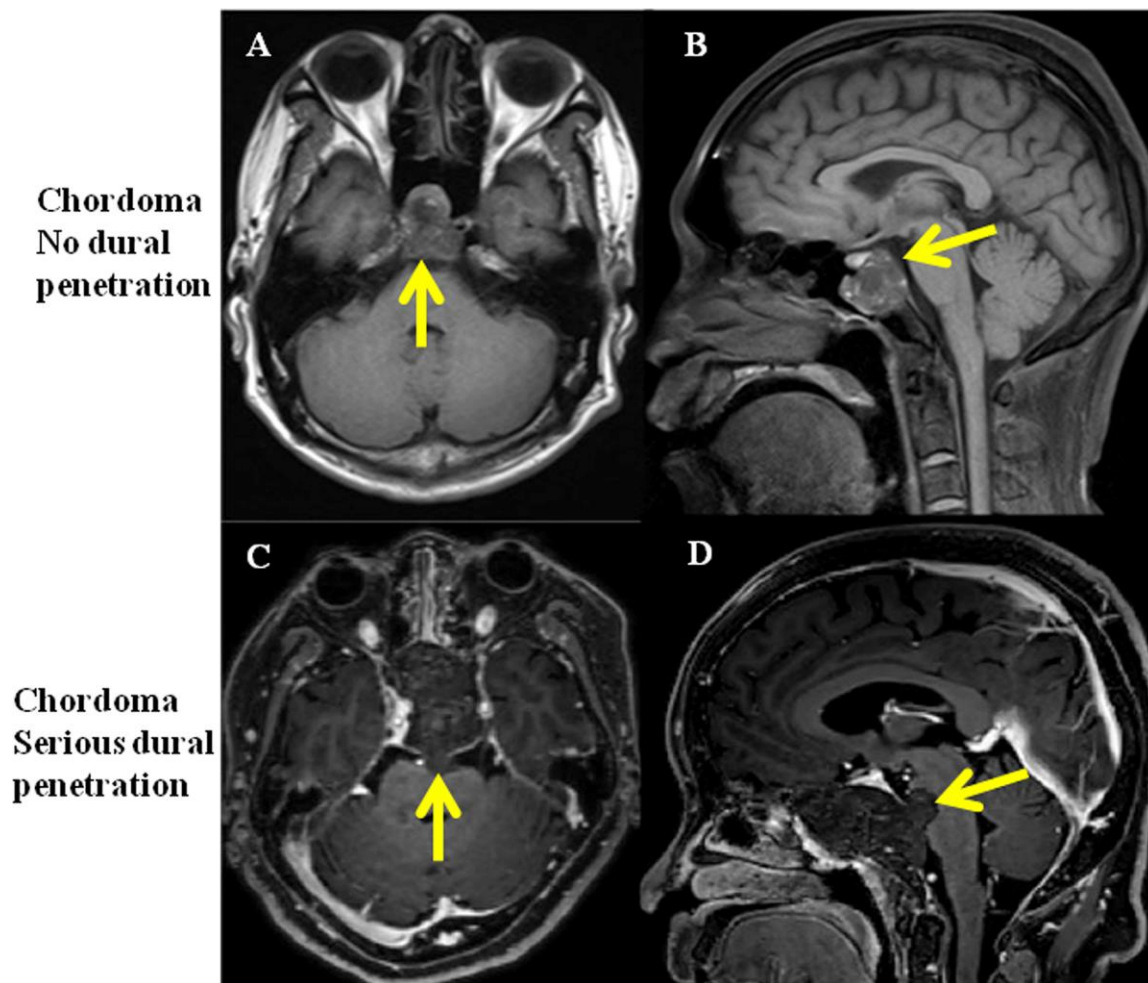 A
B
Chordoma
No dural
penetration
C
D
Chordoma
Serious dural
penetration